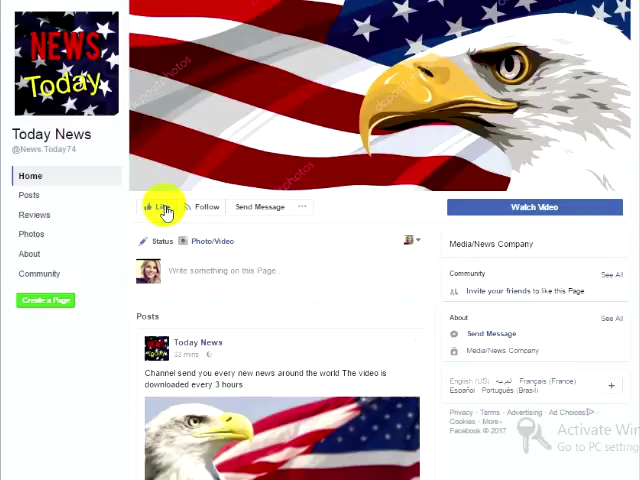 NEWS
Today
Today News
@News.Today74
Home
Posts
Reviews
Photos
About
Community
Create a Page
depositphotos
depositphotos
depositphotos
Like
Follow
Send Message
Watch Video
Status
Photo/Video
Write something on this Page..
Posts
Today News
32 mins
Channel send you every new news around the world The video is
downloaded every 3 hours
Media/News Company
Community
See All
Invite your friends to like this Page
About
See All
Send Message
Media/News Company
English (US) · العربية · Français (France) ·
Español · Português (Brasil)
Privacy · Terms · Advertising · Ad Choices
Cookies · More
Facebook © 2017
Activate Win
Go to PC setting